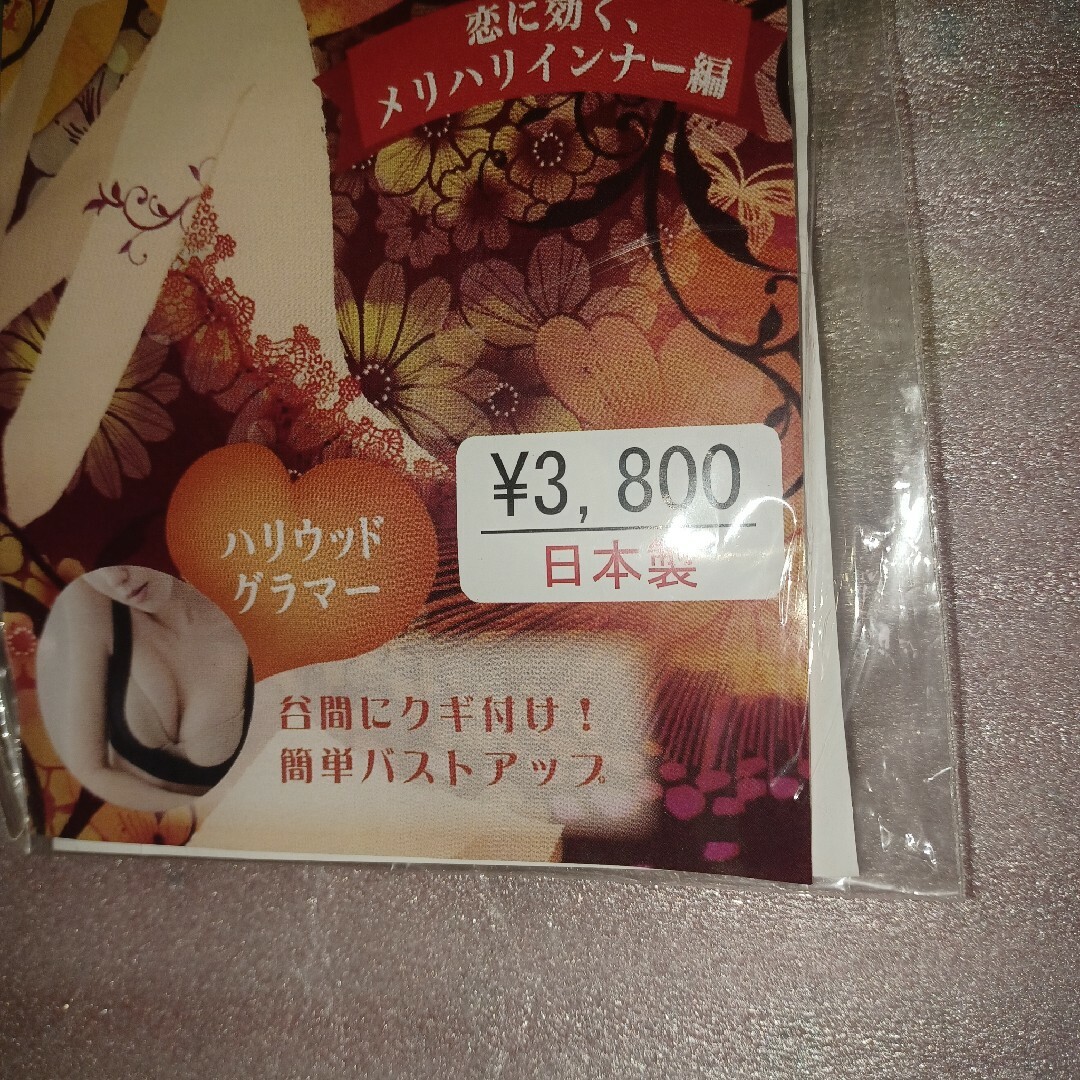 恋に効く、
メリハリインナー編
¥3,800
日本製
ハリウッド
グラマー
谷間にクギ付け!
簡単バストアップ